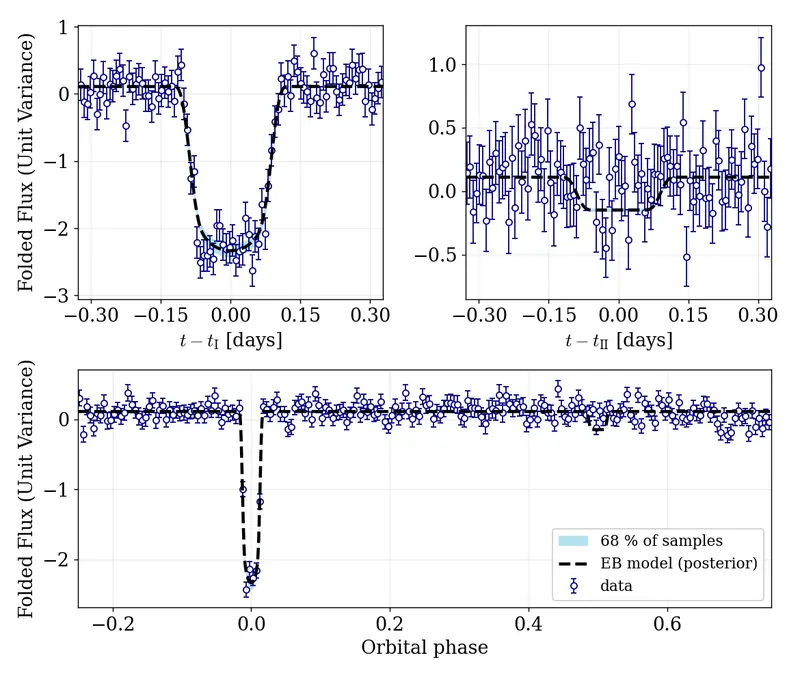 Folded Flux (Unit Variance)
1
0
−1
−2
−3
−0.30 −0.15 0.00 0.15 0.30
t − tI [days]
1.0
0.5
0.0
−0.5
−0.30 −0.15 0.00 0.15 0.30
t − tII [days]
Folded Flux (Unit Variance)
0
−1
−2
−0.2 0.0 0.2 0.4 0.6
Orbital phase
68 % of samples
EB model (posterior)
data